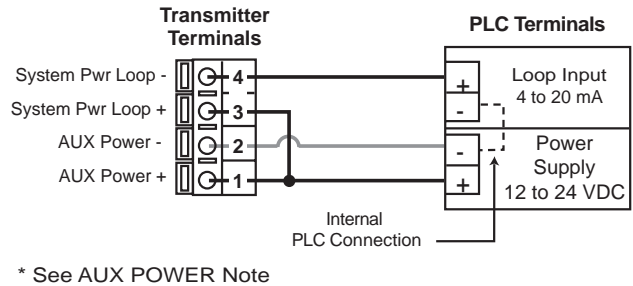 Transmitter
Terminals
PLC Terminals
System Pwr Loop -
4
+
Loop Input
4 to 20 mA
System Pwr Loop +
3
-
AUX Power -
2
-
Power
Supply
12 to 24 VDC
AUX Power +
1
+
Internal
PLC Connection
* See AUX POWER Note